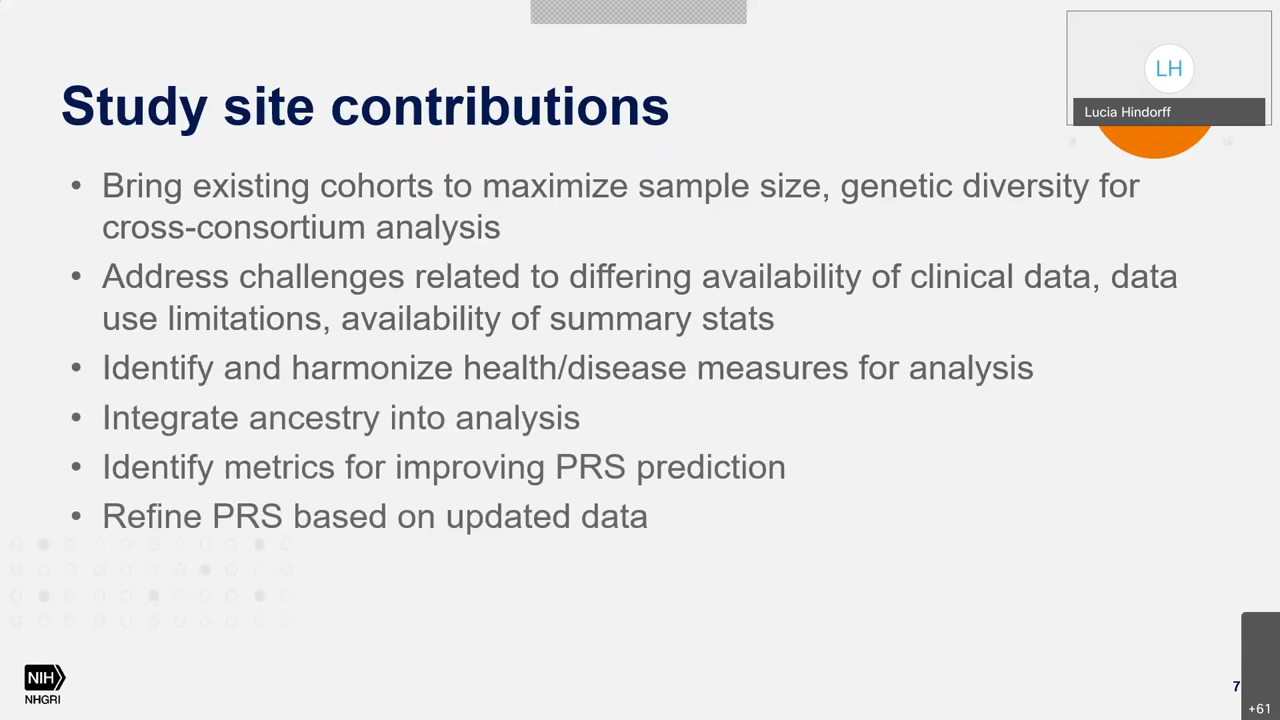 LH
Lucia Hindorff
Study site contributions
• Bring existing cohorts to maximize sample size, genetic diversity for
cross-consortium analysis
• Address challenges related to differing availability of clinical data, data
use limitations, availability of summary stats
• Identify and harmonize health/disease measures for analysis
• Integrate ancestry into analysis
• Identify metrics for improving PRS prediction
• Refine PRS based on updated data
NIH
NHGRI
7
+61